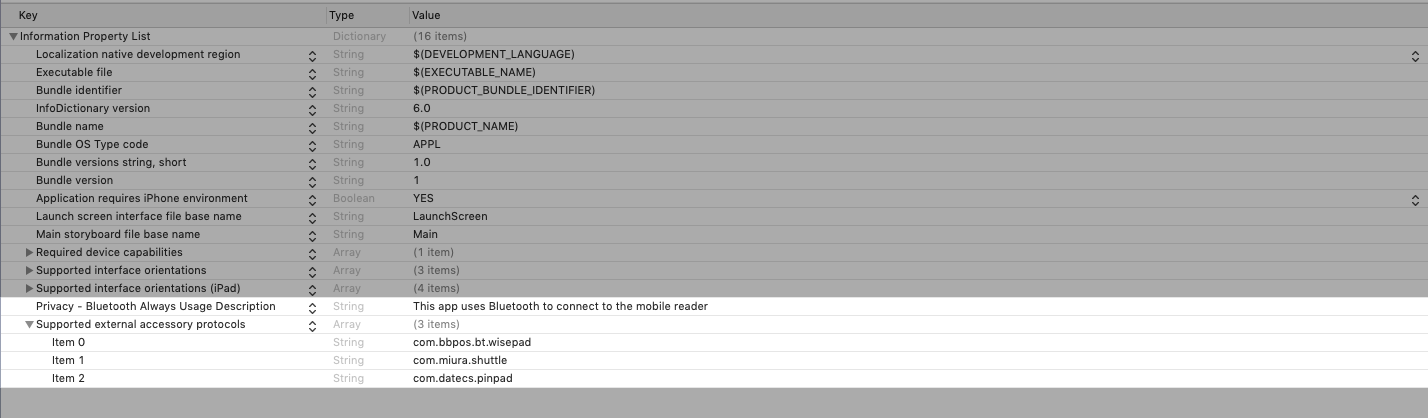 Key Type Value
Information Property List Dictionary (16 items)
Localization native development region String $(DEVELOPMENT_LANGUAGE)
Executable file String $(EXECUTABLE_NAME)
Bundle identifier String $(PRODUCT_BUNDLE_IDENTIFIER)
InfoDictionary version String 6.0
Bundle name String $(PRODUCT_NAME)
Bundle OS Type code String APPL
Bundle versions string, short String 1.0
Bundle version String 1
Application requires iPhone environment Boolean YES
Launch screen interface file base name String LaunchScreen
Main storyboard file base name String Main
Required device capabilities Array (1 item)
Supported interface orientations Array (3 items)
Supported interface orientations (iPad) Array (4 items)
Privacy - Bluetooth Always Usage Description String This app uses Bluetooth to connect to the mobile reader
Supported external accessory protocols Array (3 items)
Item 0 String com.bbpos.bt.wisepad
Item 1 String com.miura.shuttle
Item 2 String com.datecs.pinpad